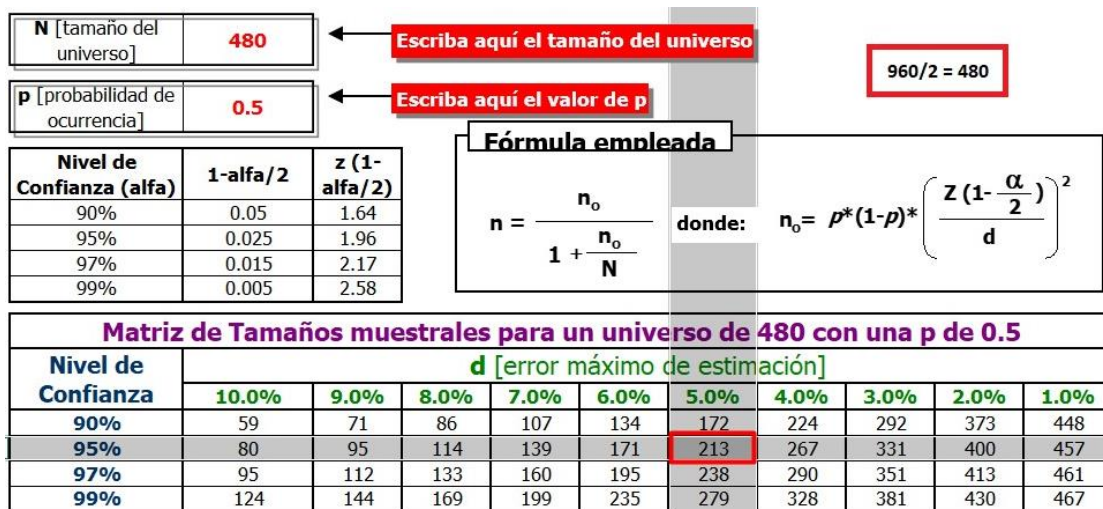 N [tamaño del
universo]
480
Escriba aquí el tamaño del universo
960/2 = 480
p [probabilidad de
ocurrencia]
0.5
Escriba aquí el valor de p
Nivel de
Confianza (alfa)
1-alfa/2
z (1-
alfa/2)
90% 0.05 1.64
95% 0.025 1.96
97% 0.015 2.17
99% 0.005 2.58
Fórmula empleada
n = n₀ / (1 + n₀/N)
donde:
n₀= p*(1-p)*(Z (1- α/2) / d)²
Matriz de Tamaños muestrales para un universo de 480 con una p de 0.5
Nivel de
Confianza
d [error máximo de estimación]
10.0% 9.0% 8.0% 7.0% 6.0% 5.0% 4.0% 3.0% 2.0% 1.0%
90% 59 71 86 107 134 172 224 292 373 448
95% 80 95 114 139 171 213 267 331 400 457
97% 95 112 133 160 195 238 290 351 413 461
99% 124 144 169 199 235 279 328 381 430 467